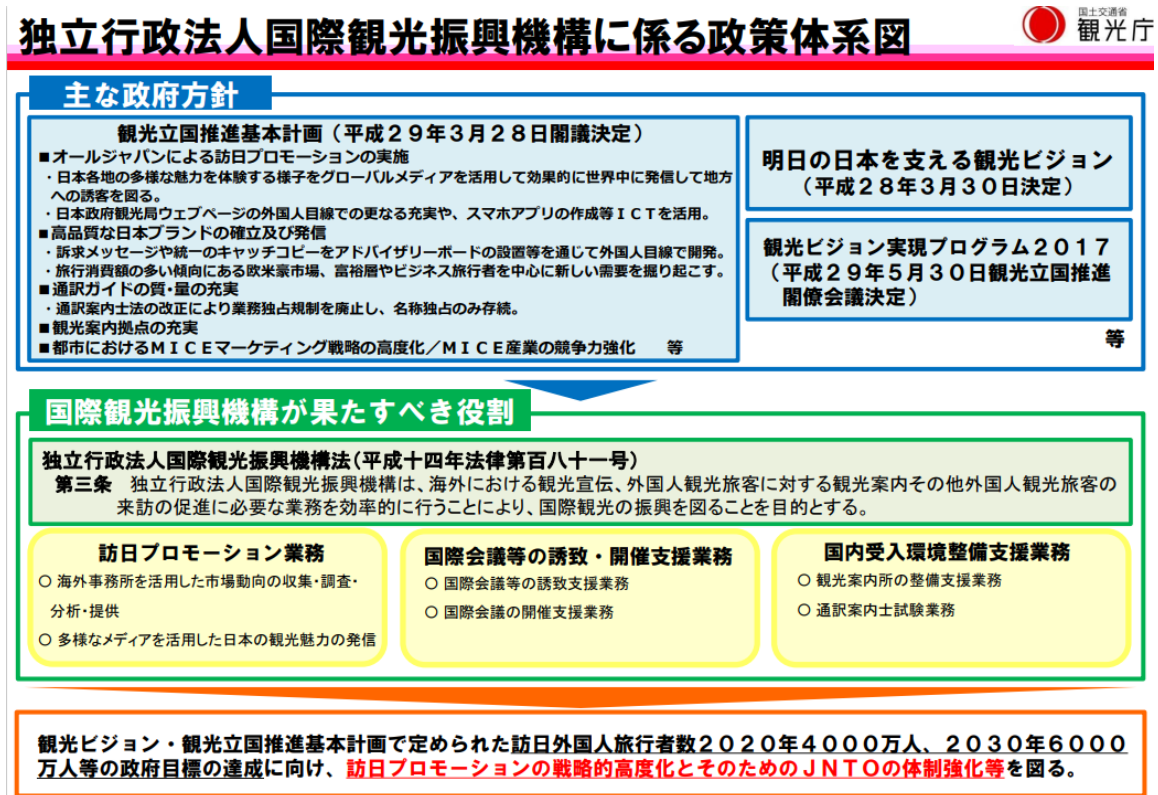 独立行政法人国際観光振興機構に係る政策体系図
国土交通省
観光庁
主な政府方針
観光立国推進基本計画(平成29年3月28日閣議決定)
■オールジャパンによる訪日プロモーションの実施
・日本各地の多様な魅力を体験する様子をグローバルメディアを活用して効果的に世界中に発信して地方
への誘客を図る。
・日本政府観光局ウェブページの外国人目線での更なる充実や、スマホアプリの作成等ICTを活用。
■高品質な日本ブランドの確立及び発信
・訴求メッセージや統一のキャッチコピーをアドバイザリーボードの設置等を通じて外国人目線で開発。
・旅行消費額の多い傾向にある欧米豪市場、富裕層やビジネス旅行者を中心に新しい需要を掘り起こす。
■通訳ガイドの質・量の充実
・通訳案内士法の改正により業務独占規制を廃止し、名称独占のみ存続。
■観光案内拠点の充実
■都市におけるMICEマーケティング戦略の高度化/MICE産業の競争力強化 等
明日の日本を支える観光ビジョン
(平成28年3月30日決定)
観光ビジョン実現プログラム2017
(平成29年5月30日観光立国推進
閣僚会議決定)
等
国際観光振興機構が果たすべき役割
独立行政法人国際観光振興機構法(平成十四年法律第百八十一号)
第三条 独立行政法人国際観光振興機構は、海外における観光宣伝、外国人観光旅客に対する観光案内その他外国人観光旅客の
来訪の促進に必要な業務を効率的に行うことにより、国際観光の振興を図ることを目的とする。
訪日プロモーション業務
○ 海外事務所を活用した市場動向の収集・調査・
分析・提供
○ 多様なメディアを活用した日本の観光魅力の発信
国際会議等の誘致・開催支援業務
○ 国際会議等の誘致支援業務
○ 国際会議の開催支援業務
国内受入環境整備支援業務
○ 観光案内所の整備支援業務
○ 通訳案内士試験業務
観光ビジョン・観光立国推進基本計画で定められた訪日外国人旅行者数2020年4000万人、2030年6000
万人等の政府目標の達成に向け、訪日プロモーションの戦略的高度化とそのためのJNTOの体制強化等を図る。